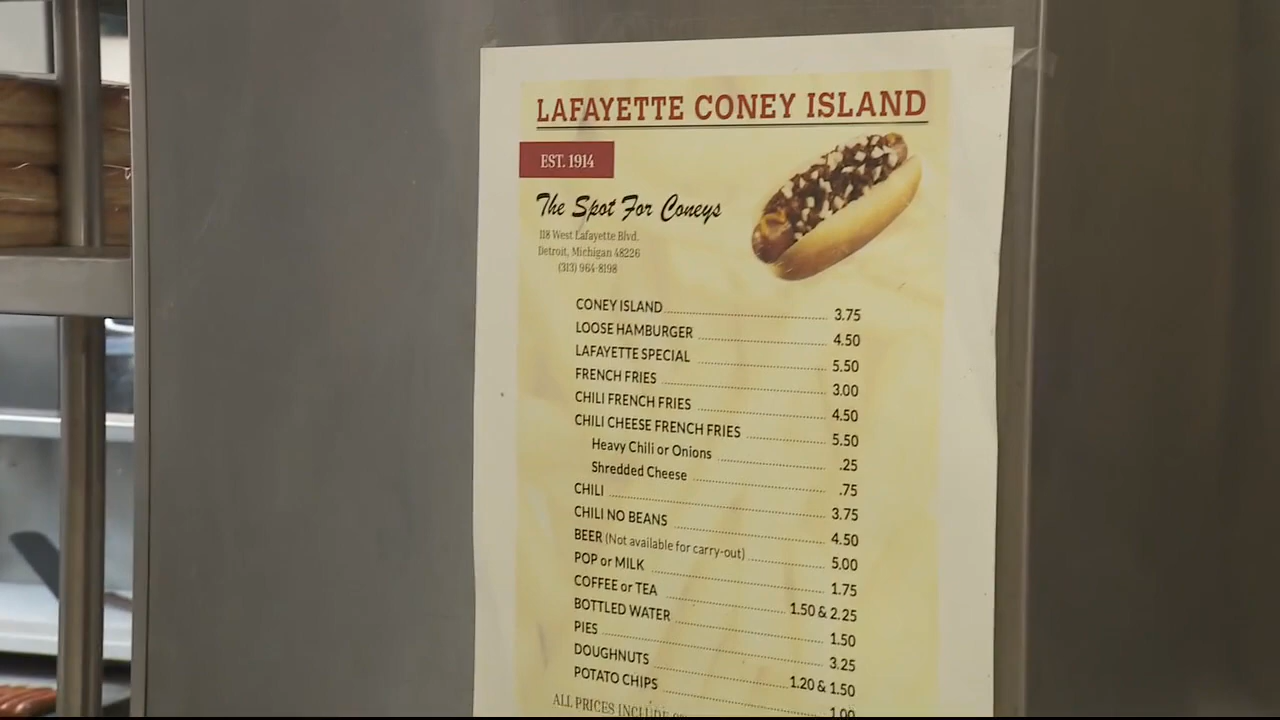 LAFAYETTE CONEY ISLAND
EST. 1914
The Spot For Coneys
118 West Lafayette Blvd.
Detroit, Michigan 48226
(313) 964-8198
CONEY ISLAND 3.75
LOOSE HAMBURGER 4.50
LAFAYETTE SPECIAL 5.50
FRENCH FRIES 3.00
CHILI FRENCH FRIES 4.50
CHILI CHEESE FRENCH FRIES 5.50
Heavy Chili or Onions .25
Shredded Cheese .75
CHILI 3.75
CHILI NO BEANS 4.50
BEER (Not available for carry-out) 5.00
POP or MILK 1.75
COFFEE or TEA 1.50 & 2.25
BOTTLED WATER 1.50
PIES 3.25
DOUGHNUTS 1.20 & 1.50
POTATO CHIPS 1.00
ALL PRICES INCLUDE